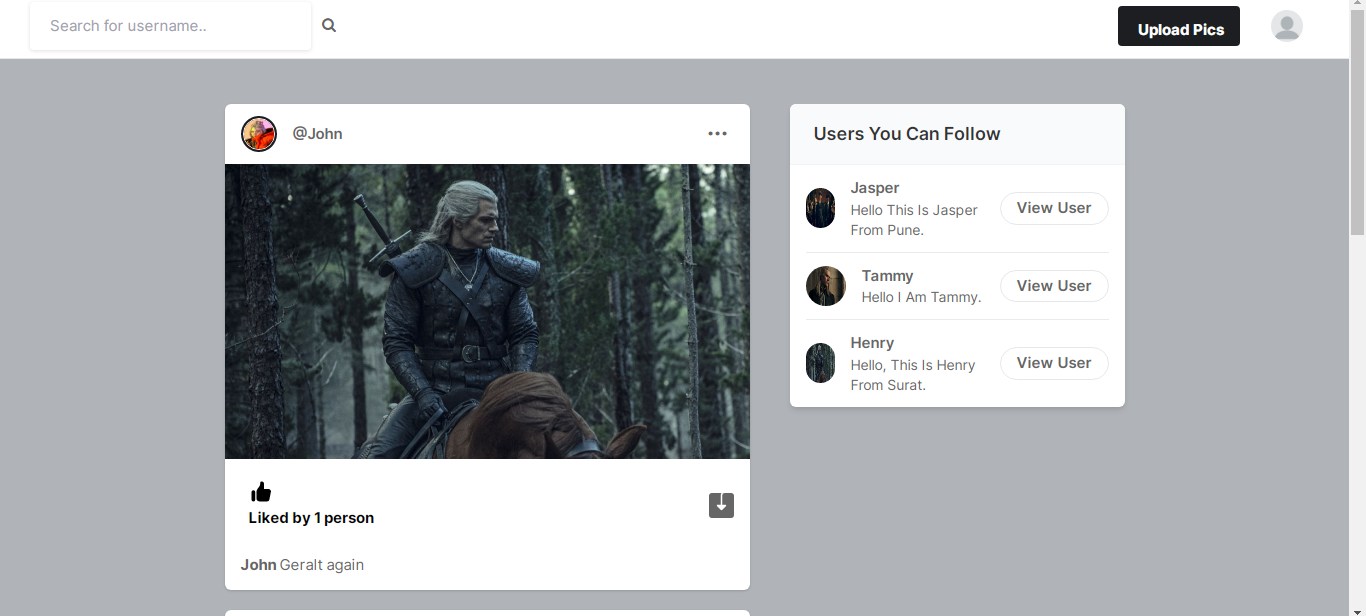 Search for username..
Upload Pics
@John
Liked by 1 person
John Geralt again
Users You Can Follow
Jasper
Hello This Is Jasper
From Pune.
View User
Tammy
Hello I Am Tammy.
View User
Henry
Hello, This Is Henry
From Surat.
View User